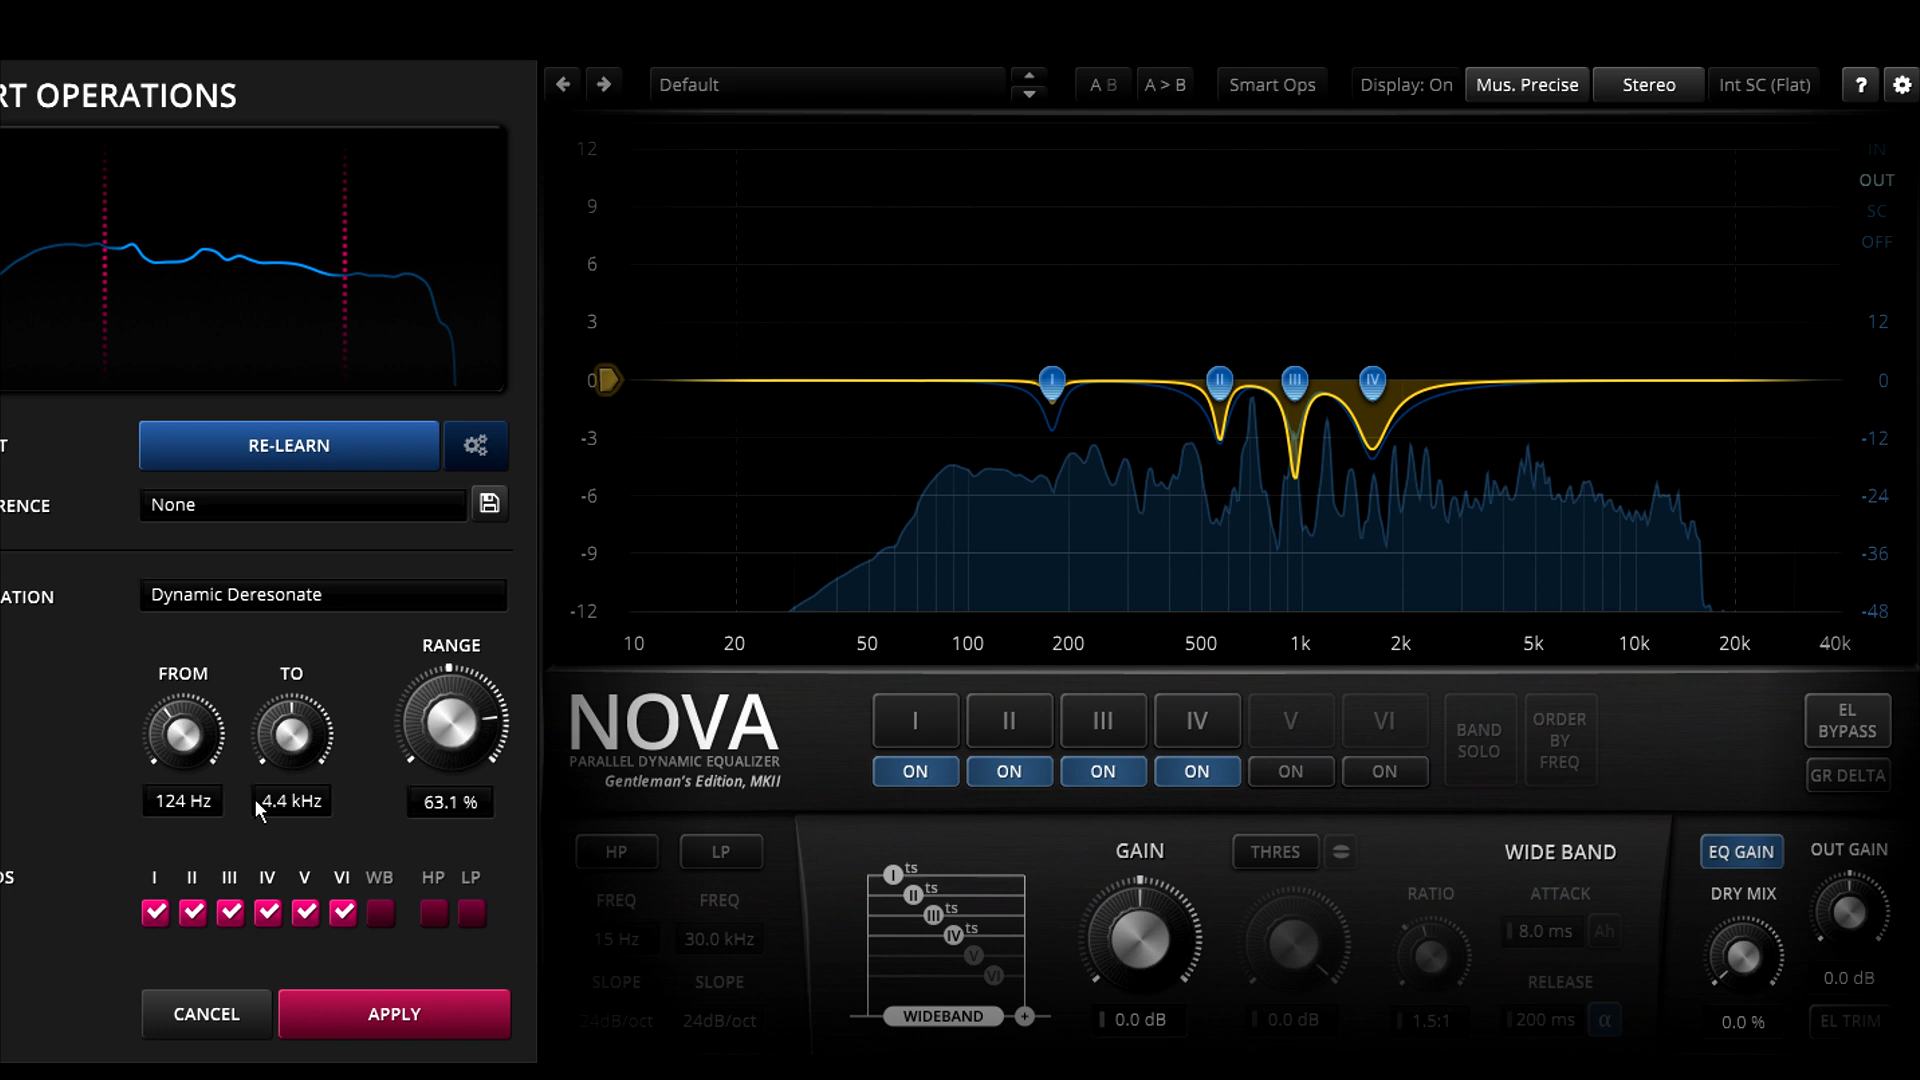 RT OPERATIONS
T
RE-LEARN
RENCE
None
ATION
Dynamic Deresonate
FROM
TO
RANGE
124 Hz
4.4 kHz
63.1 %
DS
I II III IV V VI WB HP LP
CANCEL
APPLY
Default
A B
A > B
Smart Ops
Display: On
Mus. Precise
Stereo
Int SC (Flat)
?
12
9
6
3
0
-3
-6
-9
-12
IN
OUT
SC
OFF
12
0
-12
-24
-36
-48
I II III IV
10 20 50 100 200 500 1k 2k 5k 10k 20k 40k
NOVA
PARALLEL DYNAMIC EQUALIZER
Gentleman's Edition, MKII
I II III IV V VI
ON ON ON ON ON ON
BAND
SOLO
ORDER
BY
FREQ
EL
BYPASS
GR DELTA
HP
LP
FREQ
FREQ
15 Hz
30.0 kHz
SLOPE
SLOPE
24dB/oct
24dB/oct
I ts
II ts
III ts
IV ts
V
VI
WIDEBAND
+
GAIN
0.0 dB
THRES
0.0 dB
WIDE BAND
RATIO
1.5:1
ATTACK
8.0 ms
Ah
RELEASE
200 ms
α
EQ GAIN
DRY MIX
0.0 %
OUT GAIN
0.0 dB
EL TRIM